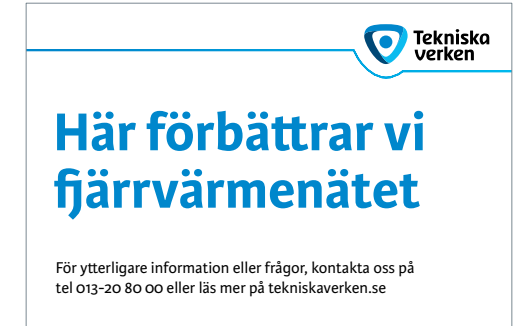 Tekniska
verken
Här förbättrar vi
fjärrvärmenätet
För ytterligare information eller frågor, kontakta oss på
tel 013-20 80 00 eller läs mer på tekniskaverken.se